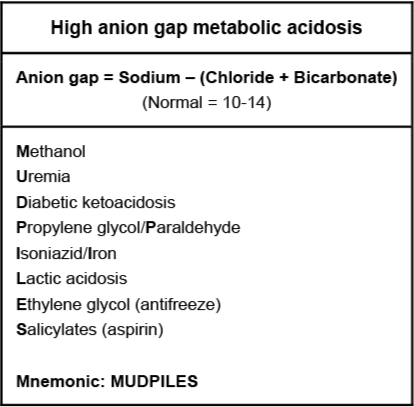 High anion gap metabolic acidosis
Anion gap = Sodium – (Chloride + Bicarbonate)
(Normal = 10-14)
Methanol
Uremia
Diabetic ketoacidosis
Propylene glycol/Paraldehyde
Isoniazid/Iron
Lactic acidosis
Ethylene glycol (antifreeze)
Salicylates (aspirin)
Mnemonic: MUDPILES